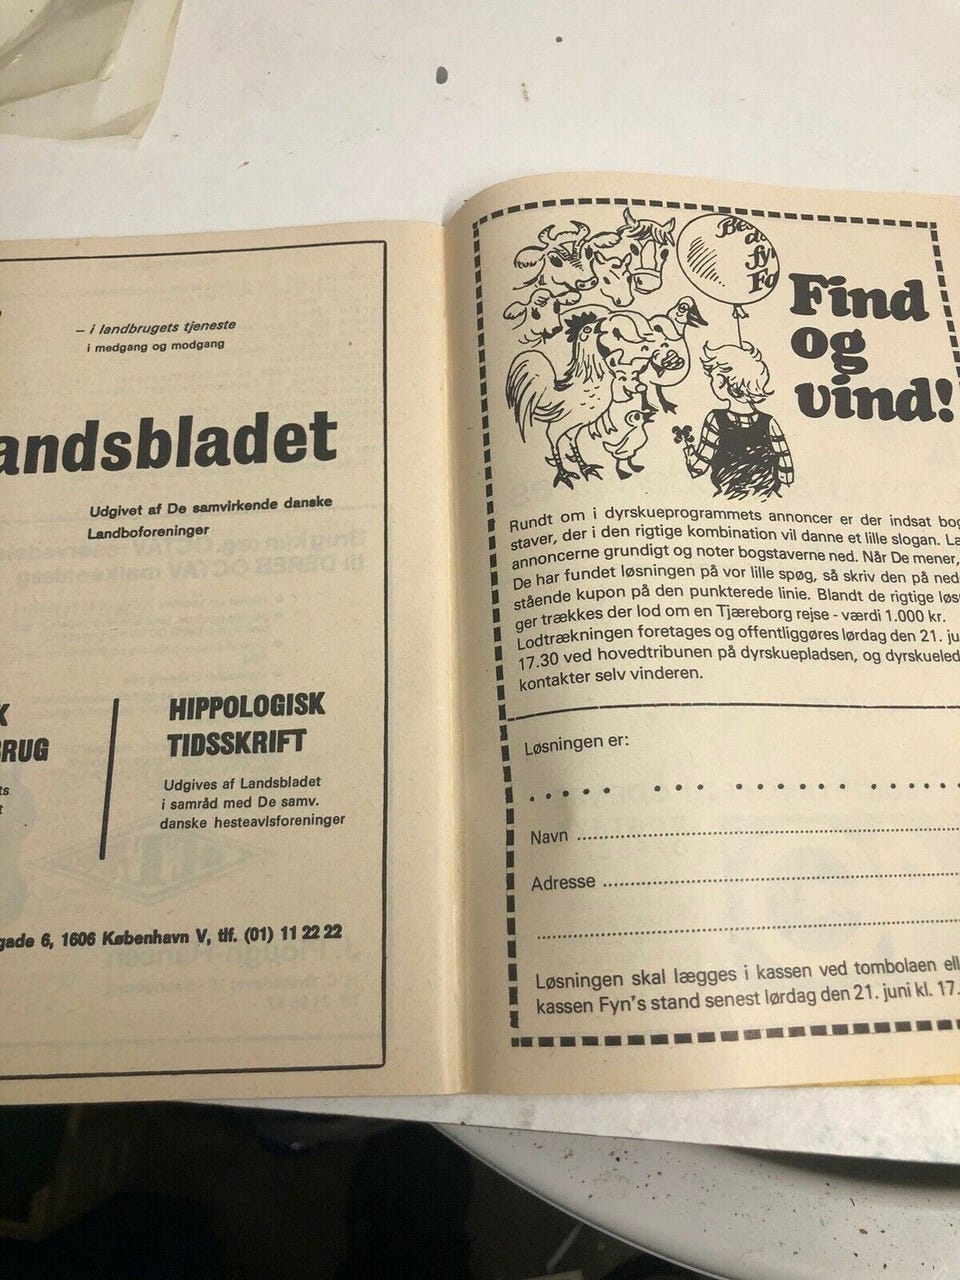 – i landbrugets tjeneste
i medgang og modgang
andsbladet
Udgivet af De samvirkende danske
Landboforeninger
K
RUG
HIPPOLOGISK
TIDSSKRIFT
Udgives af Landsbladet
i samråd med De samv.
danske hesteavlsforeninger
gade 6, 1606 København V, tlf. (01) 11 22 22
Find
og
vind!
Rundt om i dyrskueprogrammets annoncer er der indsat bog
staver, der i den rigtige kombination vil danne et lille slogan. Læ
annoncerne grundigt og noter bogstaverne ned. Når De mener,
De har fundet løsningen på vor lille spøg, så skriv den på ned
stående kupon på den punkterede linie. Blandt de rigtige løs
ger trækkes der lod om en Tjæreborg rejse - værdi 1.000 kr.
Lodtrækningen foretages og offentliggøres lørdag den 21. ju
17.30 ved hovedtribunen på dyrskuepladsen, og dyrskueled
kontakter selv vinderen.
Løsningen er:
Navn
Adresse
Løsningen skal lægges i kassen ved tombolaen ell
kassen Fyn's stand senest lørdag den 21. juni kl. 17.